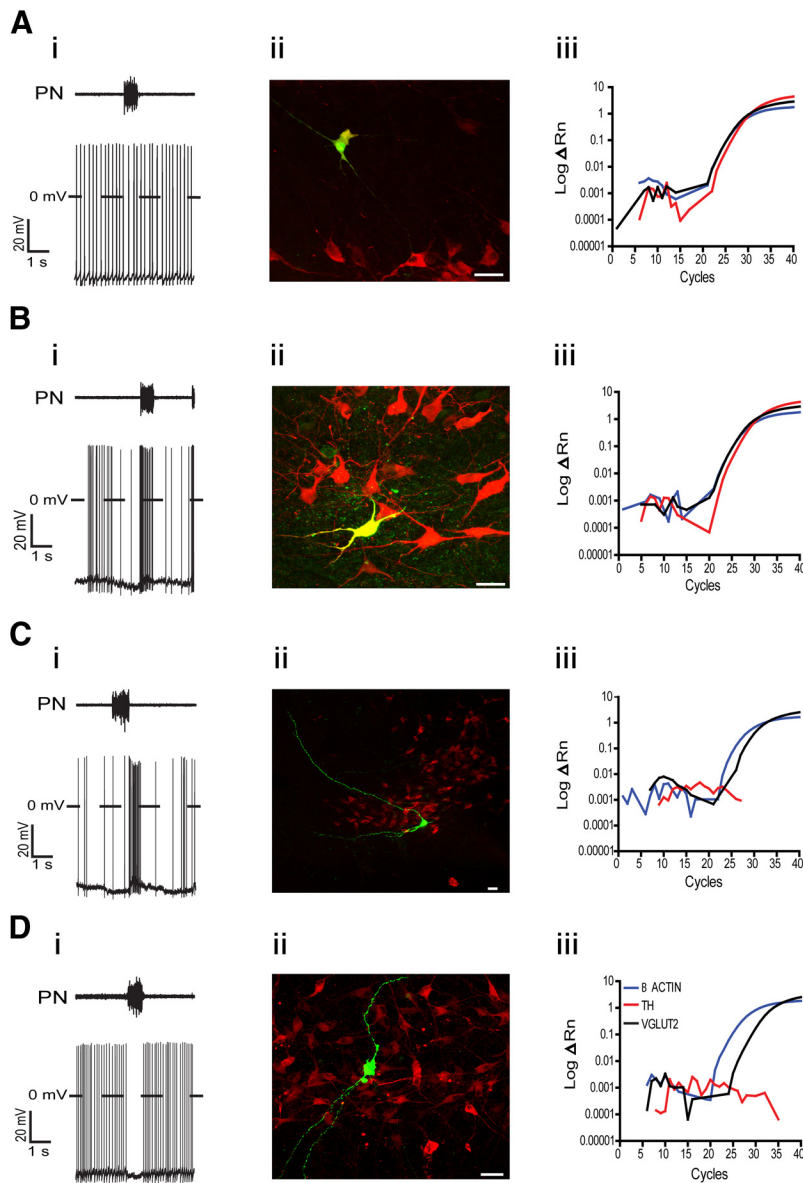 A
i
ii
iii
PN
0 mV
20 mV
1 s
Log ΔRn
10
1
0.1
0.01
0.001
0.0001
0.00001
0 5 10 15 20 25 30 35 40
Cycles
B
i
ii
iii
PN
0 mV
20 mV
1 s
Log ΔRn
10
1
0.1
0.01
0.001
0.0001
0.00001
0 5 10 15 20 25 30 35 40
Cycles
C
i
ii
iii
PN
0 mV
20 mV
1 s
Log ΔRn
10
1
0.1
0.01
0.001
0.0001
0.00001
0 5 10 15 20 25 30 35 40
Cycles
D
i
ii
iii
PN
0 mV
20 mV
1 s
Log ΔRn
10
1
0.1
0.01
0.001
0.0001
0.00001
B ACTIN
TH
VGLUT2
0 5 10 15 20 25 30 35 40
Cycles